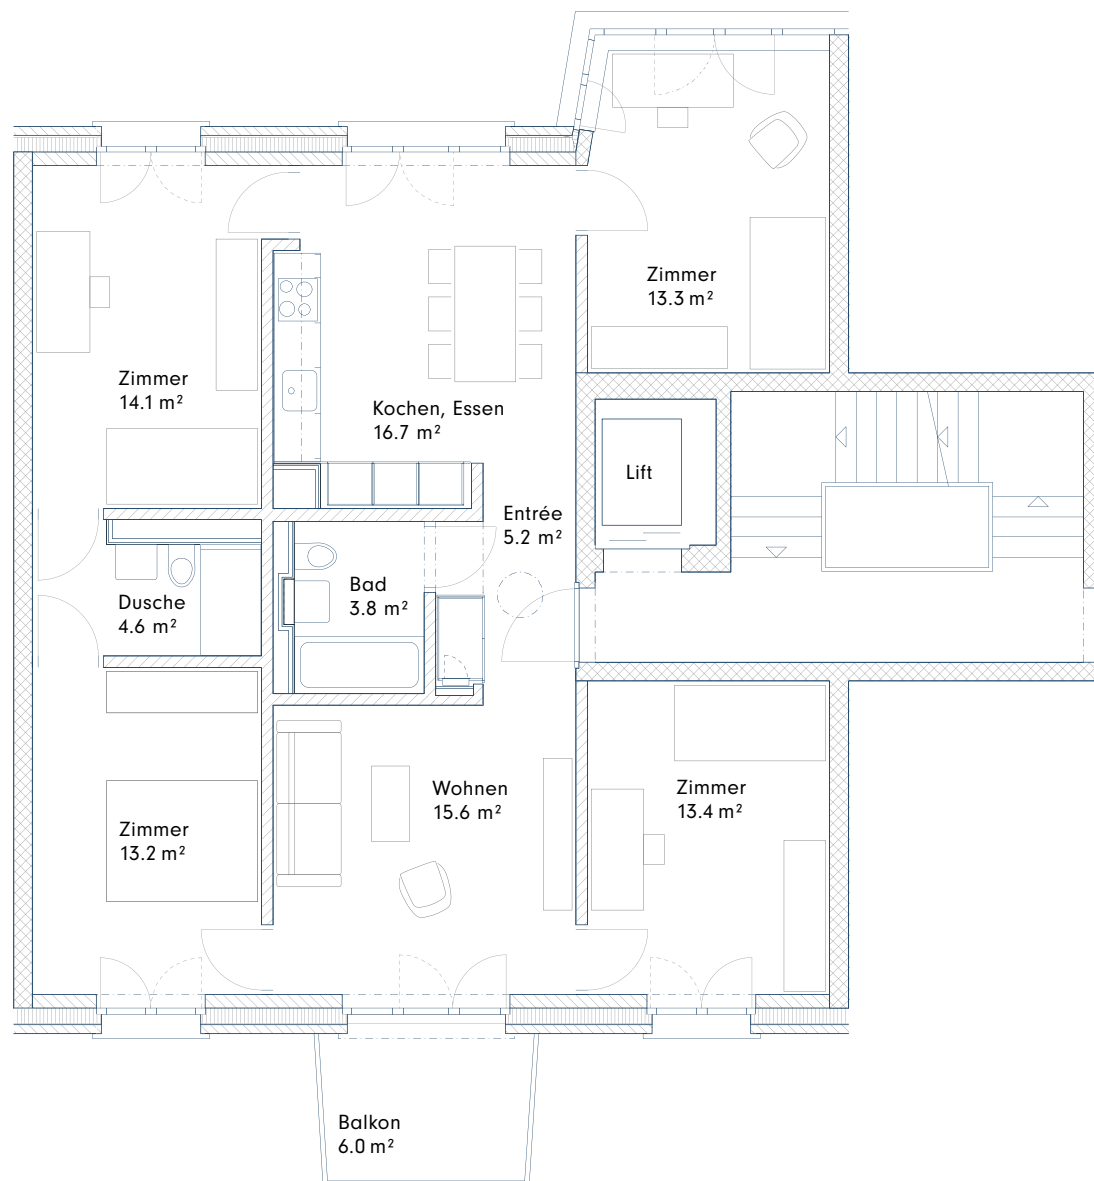 Zimmer
13.3 m²
Zimmer
14.1 m²
Kochen, Essen
16.7 m²
Lift
Entrée
5.2 m²
Bad
3.8 m²
Dusche
4.6 m²
Wohnen
15.6 m²
Zimmer
13.4 m²
Zimmer
13.2 m²
Balkon
6.0 m²